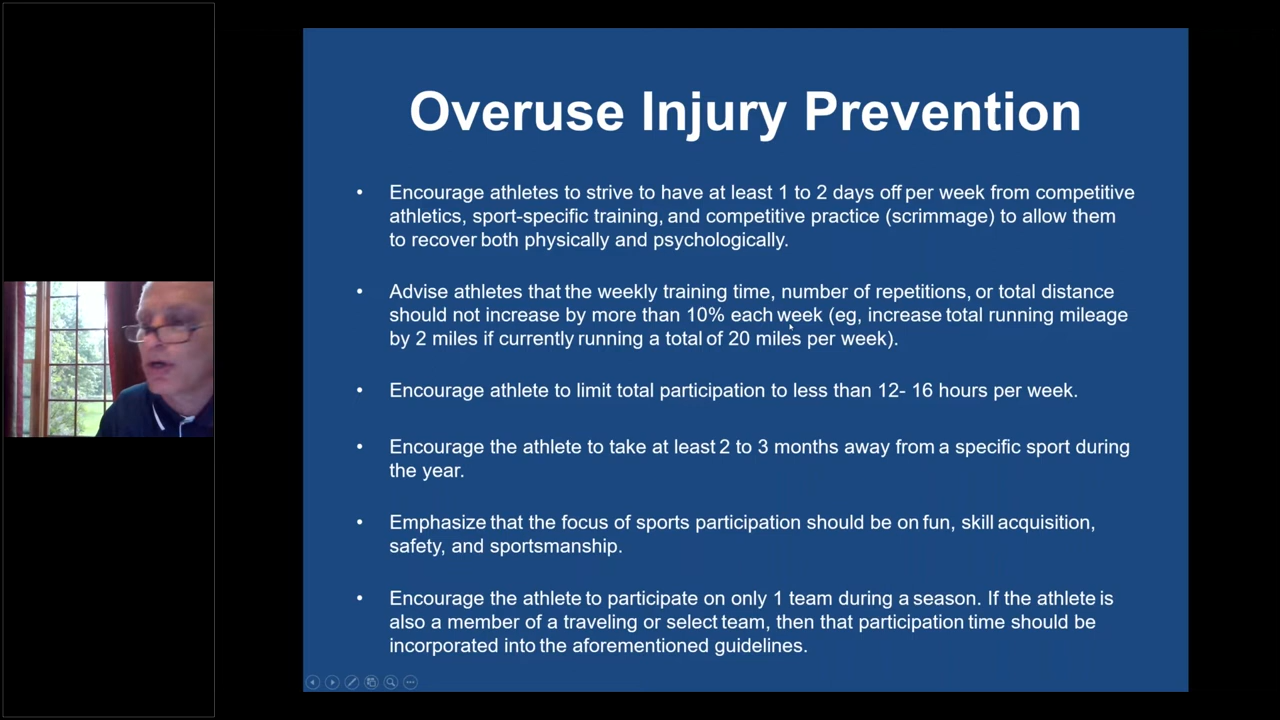 Overuse Injury Prevention
• Encourage athletes to strive to have at least 1 to 2 days off per week from competitive
athletics, sport-specific training, and competitive practice (scrimmage) to allow them
to recover both physically and psychologically.
• Advise athletes that the weekly training time, number of repetitions, or total distance
should not increase by more than 10% each week (eg, increase total running mileage
by 2 miles if currently running a total of 20 miles per week).
• Encourage athlete to limit total participation to less than 12- 16 hours per week.
• Encourage the athlete to take at least 2 to 3 months away from a specific sport during
the year.
• Emphasize that the focus of sports participation should be on fun, skill acquisition,
safety, and sportsmanship.
• Encourage the athlete to participate on only 1 team during a season. If the athlete is
also a member of a traveling or select team, then that participation time should be
incorporated into the aforementioned guidelines.